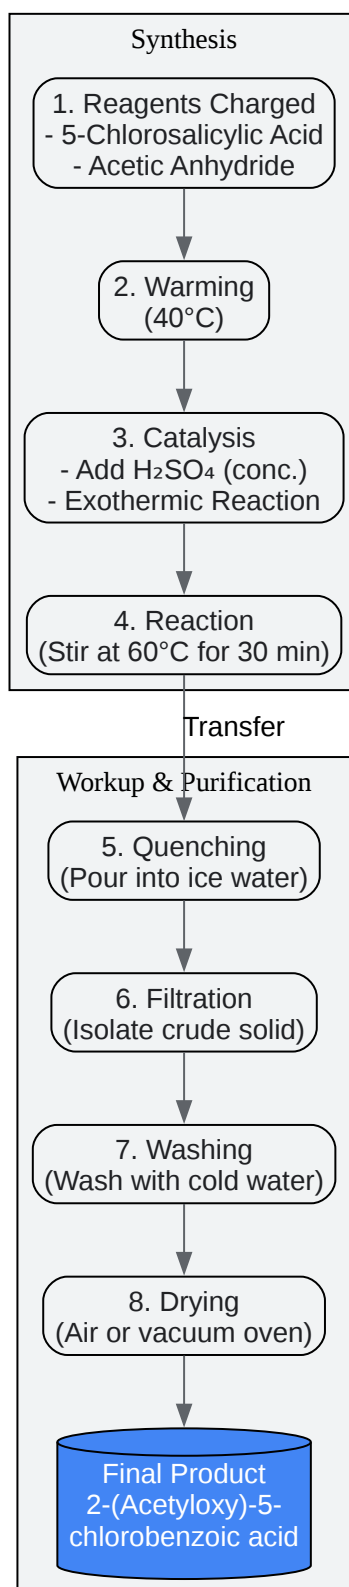 Synthesis
1. Reagents Charged
- 5-Chlorosalicylic Acid
- Acetic Anhydride
2. Warming
(40°C)
3. Catalysis
- Add H₂SO₄ (conc.)
- Exothermic Reaction
4. Reaction
(Stir at 60°C for 30 min)
Transfer
Workup & Purification
5. Quenching
(Pour into ice water)
6. Filtration
(Isolate crude solid)
7. Washing
(Wash with cold water)
8. Drying
(Air or vacuum oven)
Final Product
2-(Acetyloxy)-5-
chlorobenzoic acid